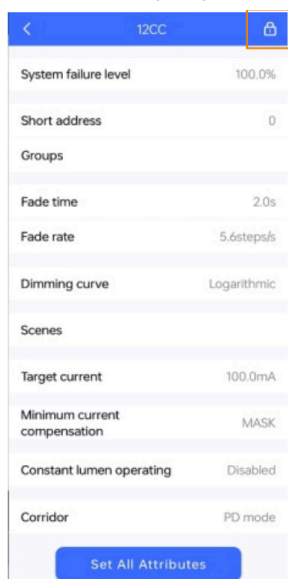 12CC
System failure level 100.0%
Short address 0
Groups
Fade time 2.0s
Fade rate 5.6steps/s
Dimming curve Logarithmic
Scenes
Target current 100.0mA
Minimum current
compensation MASK
Constant lumen operating Disabled
Corridor PD mode
Set All Attributes